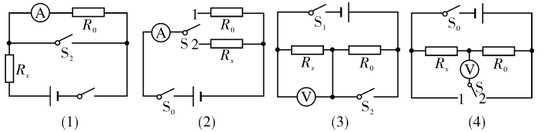 A R₀ S₂ Rₓ
A 1 R₀ S 2 Rₓ S₀
S₁ Rₓ R₀ V S₂
S₀ Rₓ R₀ V S 1 2
(1) (2) (3) (4)